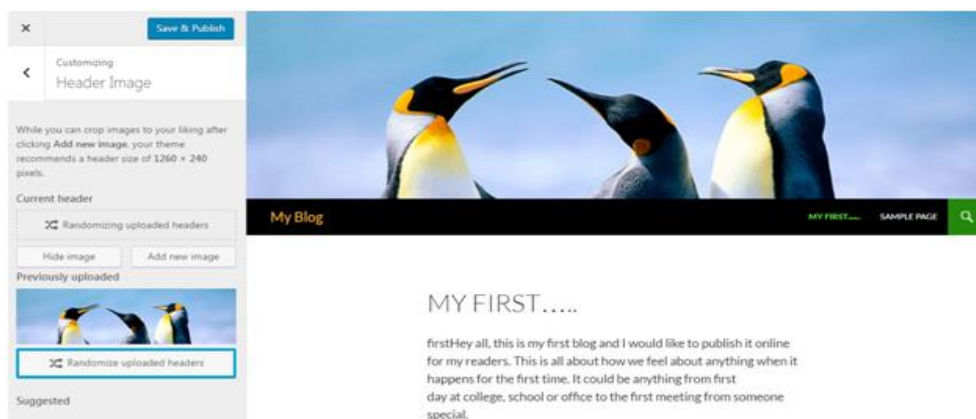 × Save & Publish
Customizing
Header Image
While you can crop images to your liking after
clicking Add new image, your theme
recommends a header size of 1260 × 240
pixels.
Current header
Randomizing uploaded headers
Hide image Add new image
Previously uploaded
Randomize uploaded headers
Suggested
My Blog MY FIRST..... SAMPLE PAGE
MY FIRST.....
firstHey all, this is my first blog and I would like to publish it online
for my readers. This is all about how we feel about anything when it
happens for the first time. It could be anything from first
day at college, school or office to the first meeting from someone
special.